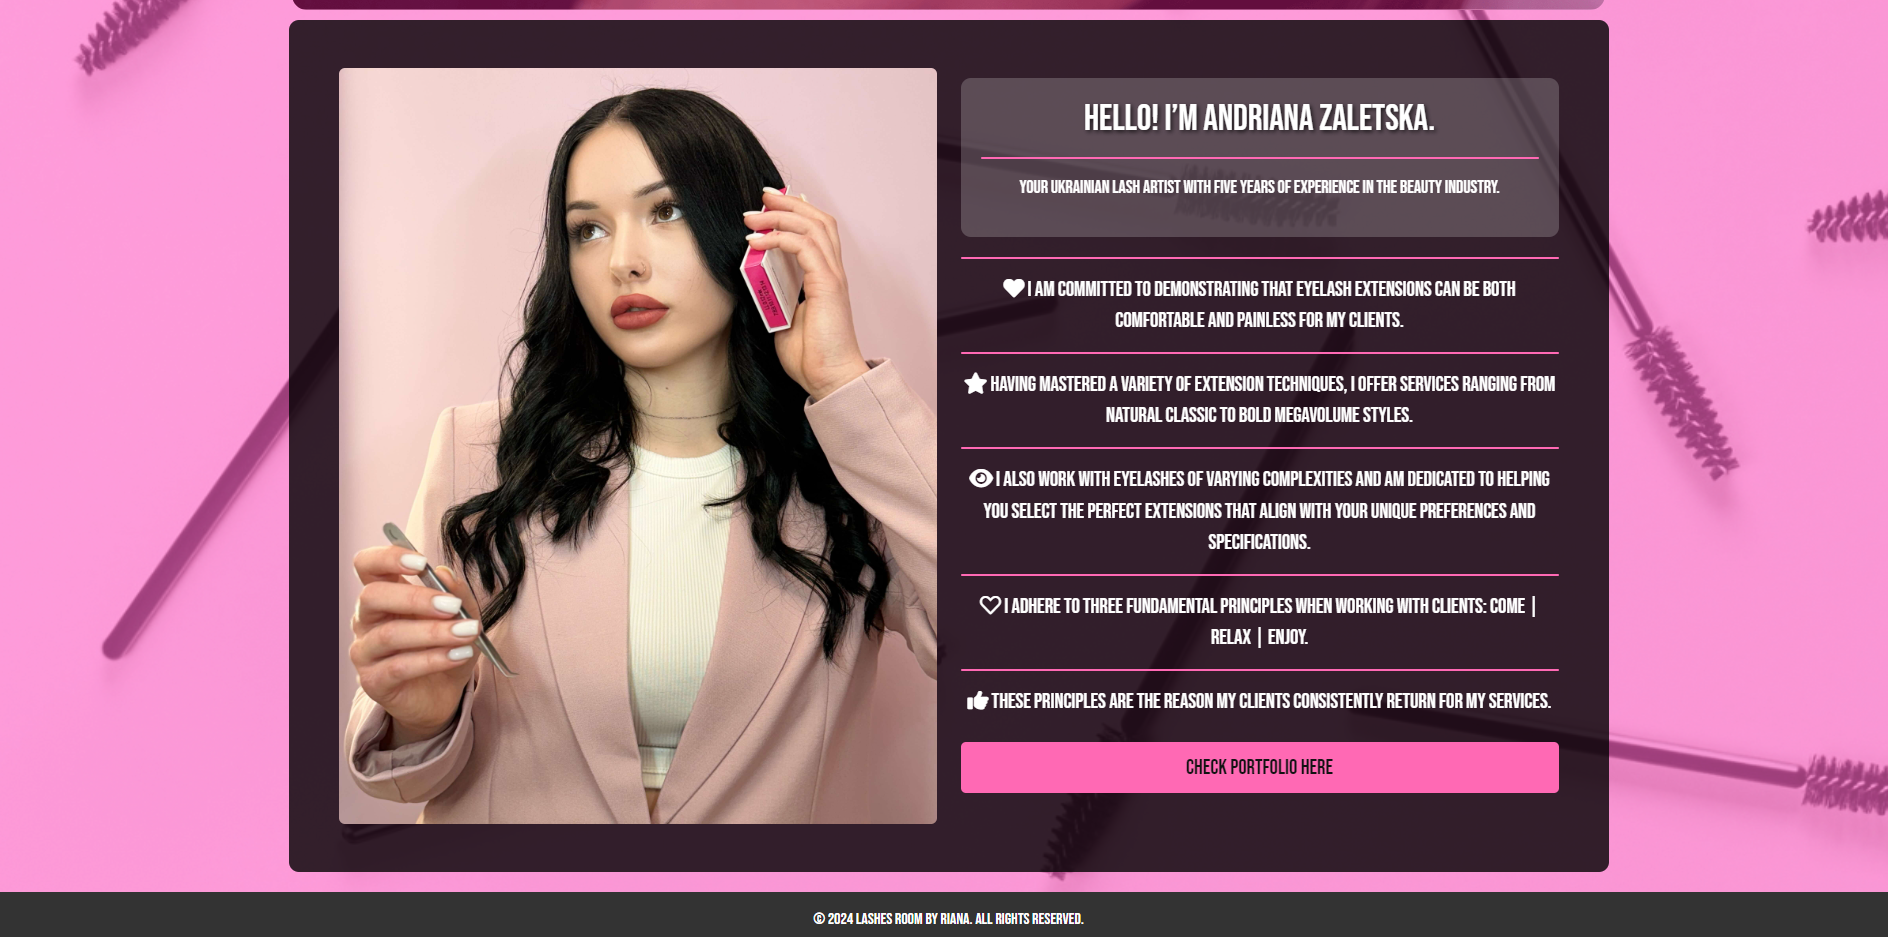 HELLO! I'M ANDRIANA ZALETSKA.
YOUR UKRAINIAN LASH ARTIST WITH FIVE YEARS OF EXPERIENCE IN THE BEAUTY INDUSTRY.
I AM COMMITTED TO DEMONSTRATING THAT EYELASH EXTENSIONS CAN BE BOTH
COMFORTABLE AND PAINLESS FOR MY CLIENTS.
HAVING MASTERED A VARIETY OF EXTENSION TECHNIQUES, I OFFER SERVICES RANGING FROM
NATURAL CLASSIC TO BOLD MEGAVOLUME STYLES.
I ALSO WORK WITH EYELASHES OF VARYING COMPLEXITIES AND AM DEDICATED TO HELPING
YOU SELECT THE PERFECT EXTENSIONS THAT ALIGN WITH YOUR UNIQUE PREFERENCES AND
SPECIFICATIONS.
I ADHERE TO THREE FUNDAMENTAL PRINCIPLES WHEN WORKING WITH CLIENTS: COME |
RELAX | ENJOY.
THESE PRINCIPLES ARE THE REASON MY CLIENTS CONSISTENTLY RETURN FOR MY SERVICES.
CHECK PORTFOLIO HERE
© 2024 LASHES ROOM BY RIANA. ALL RIGHTS RESERVED.